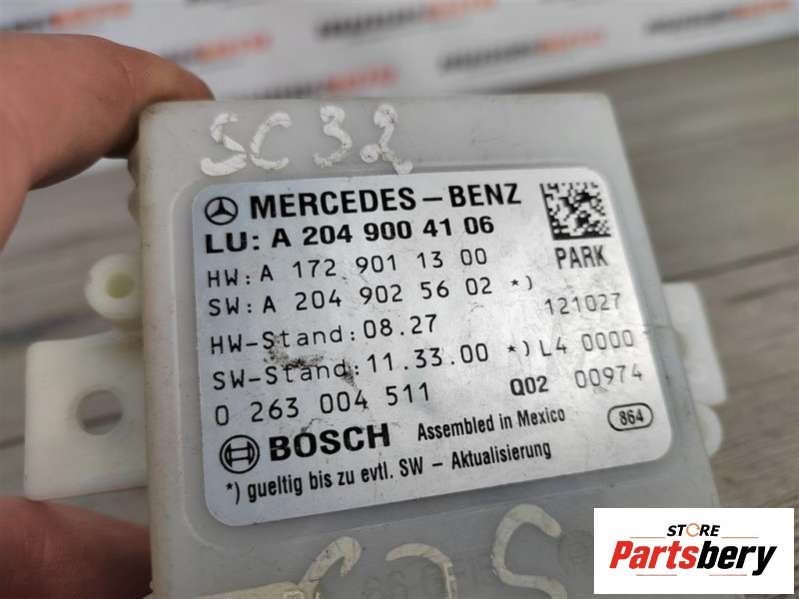 SC 32
MERCEDES-BENZ
LU: A 204 900 41 06
HW: A 172 901 13 00
PARK
SW: A 204 902 56 02 *)
121027
HW-Stand: 08.27
SW-Stand: 11.33.00 *) L4 0000
0 263 004 511 Q02 00974
BOSCH Assembled in Mexico 864
*) gueltig bis zu evtl. SW - Aktualisierung
STORE
Partsbery